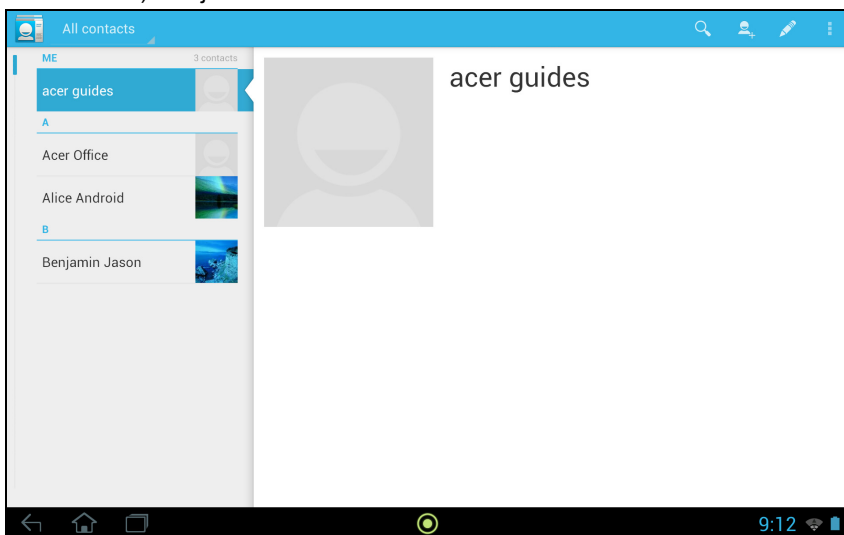 All contacts
ME 3 contacts
acer guides
A
Acer Office
Alice Android
B
Benjamin Jason
acer guides
9:12